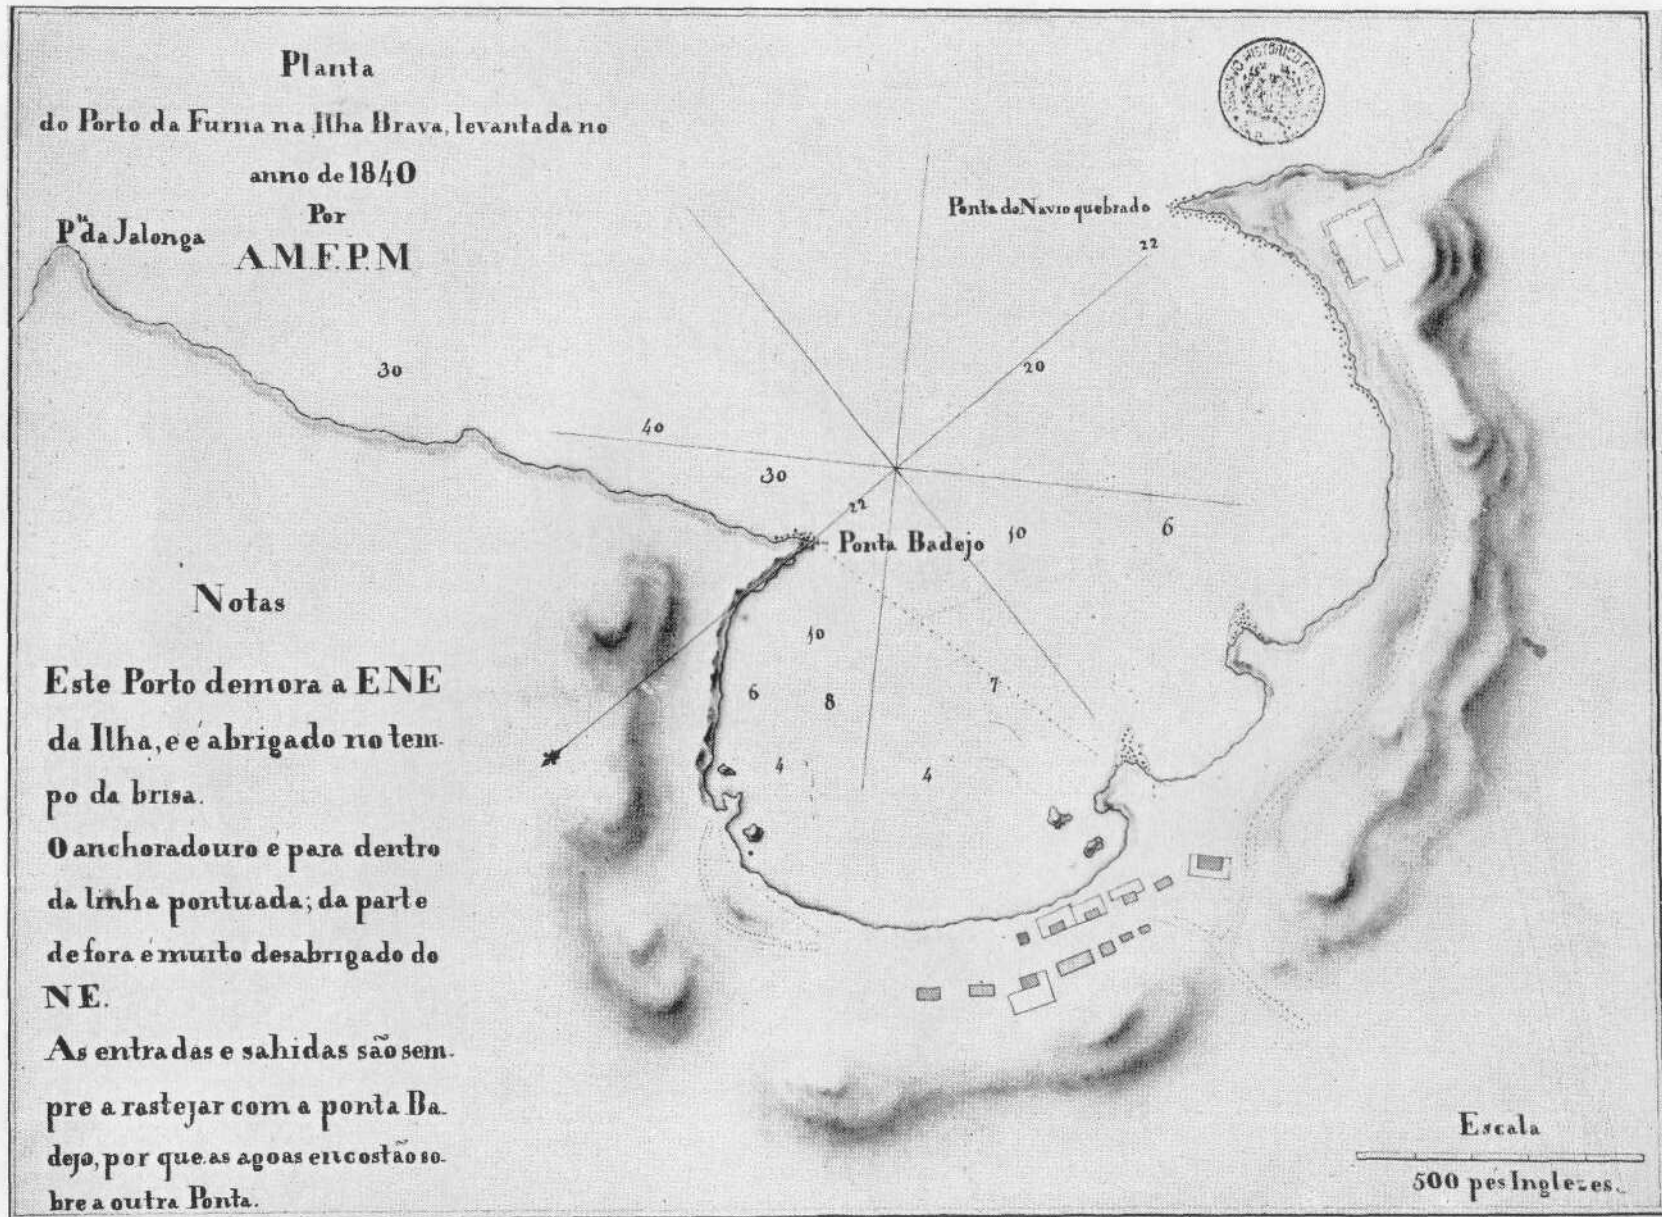 Planta
do Porto da Furna na Ilha Brava, levantada no
anno de 1840
Por
A.M.F.P.M
Pta da Jalonga
Ponta do Navio quebrado
22
20
30
40
30
22
Ponta Badejo
10
6
10
6
8
7
4
4
Notas
Este Porto demora a ENE
da Ilha, e é abrigado no tem-
po da brisa.
O anchoradouro é para dentro
da linha pontuada; da parte
de fora é muito desabrigado do
NE.
As entradas e sahidas são sem-
pre a rastejar com a ponta Ba-
dejo, por que as agoas encostão so-
bre a outra Ponta.
Escala
500 pés Inglezes.